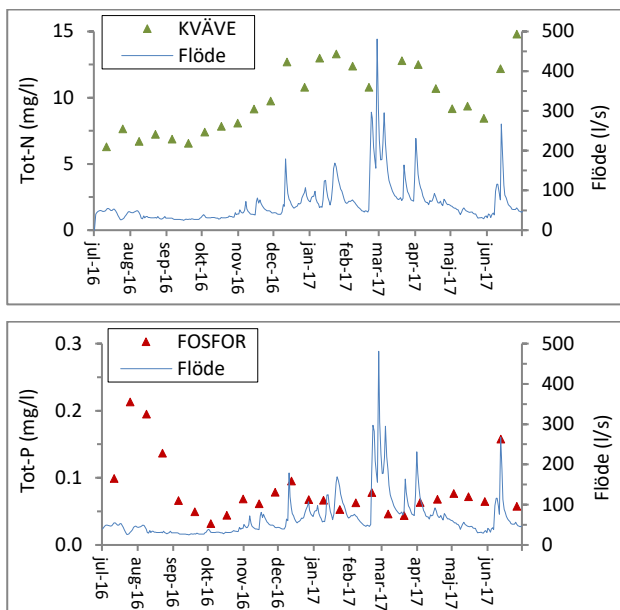 KVÄVE
Flöde
Tot-N (mg/l)
15
10
5
0
500
400
300
200
100
0
Flöde (l/s)
jul-16
aug-16
sep-16
okt-16
nov-16
dec-16
jan-17
feb-17
mar-17
apr-17
maj-17
jun-17
FOSFOR
Flöde
Tot-P (mg/l)
0.3
0.2
0.1
0.0
500
400
300
200
100
0
Flöde (l/s)
jul-16
aug-16
sep-16
okt-16
nov-16
dec-16
jan-17
feb-17
mar-17
apr-17
maj-17
jun-17